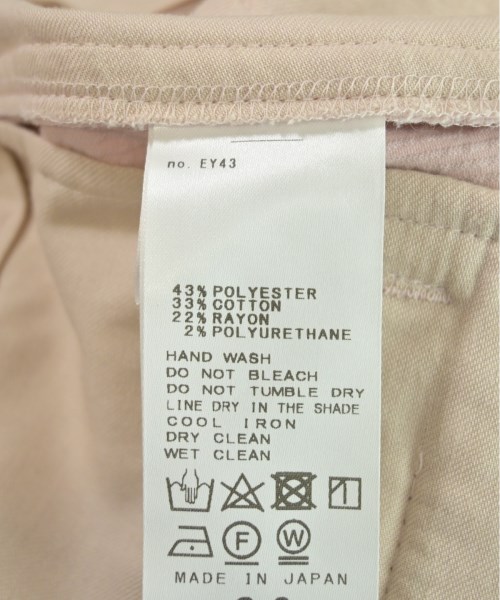 no. EY43
43% POLYESTER
33% COTTON
22% RAYON
2% POLYURETHANE
HAND WASH
DO NOT BLEACH
DO NOT TUMBLE DRY
LINE DRY IN THE SHADE
COOL IRON
DRY CLEAN
WET CLEAN
F W
MADE IN JAPAN